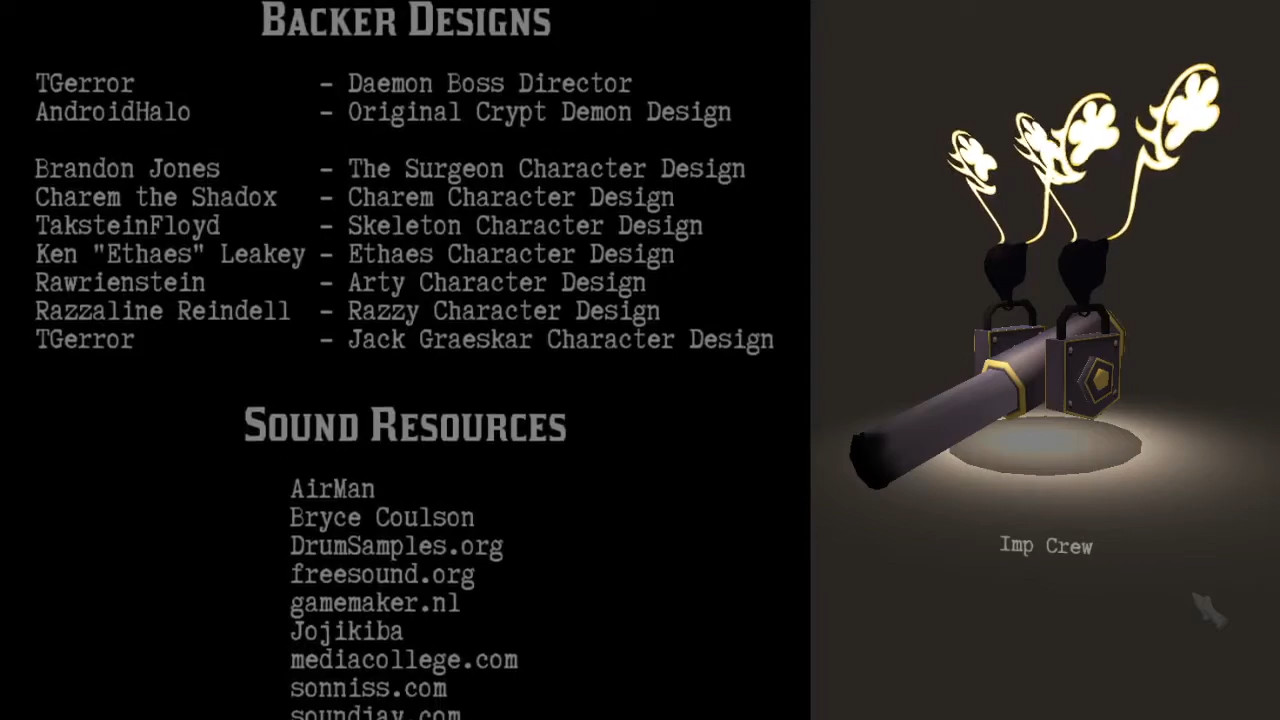 Backer Designs
TGerror - Daemon Boss Director
AndroidHalo - Original Crypt Demon Design
Brandon Jones - The Surgeon Character Design
Charem the Shadox - Charem Character Design
TaksteinFloyd - Skeleton Character Design
Ken "Ethaes" Leakey - Ethaes Character Design
Rawrienstein - Arty Character Design
Razzaline Reindell - Razzy Character Design
TGerror - Jack Graeskar Character Design
Sound Resources
AirMan
Bryce Coulson
DrumSamples.org
freesound.org
gamemaker.nl
Jojikiba
mediacollege.com
sonniss.com
soundjay.com
Imp Crew